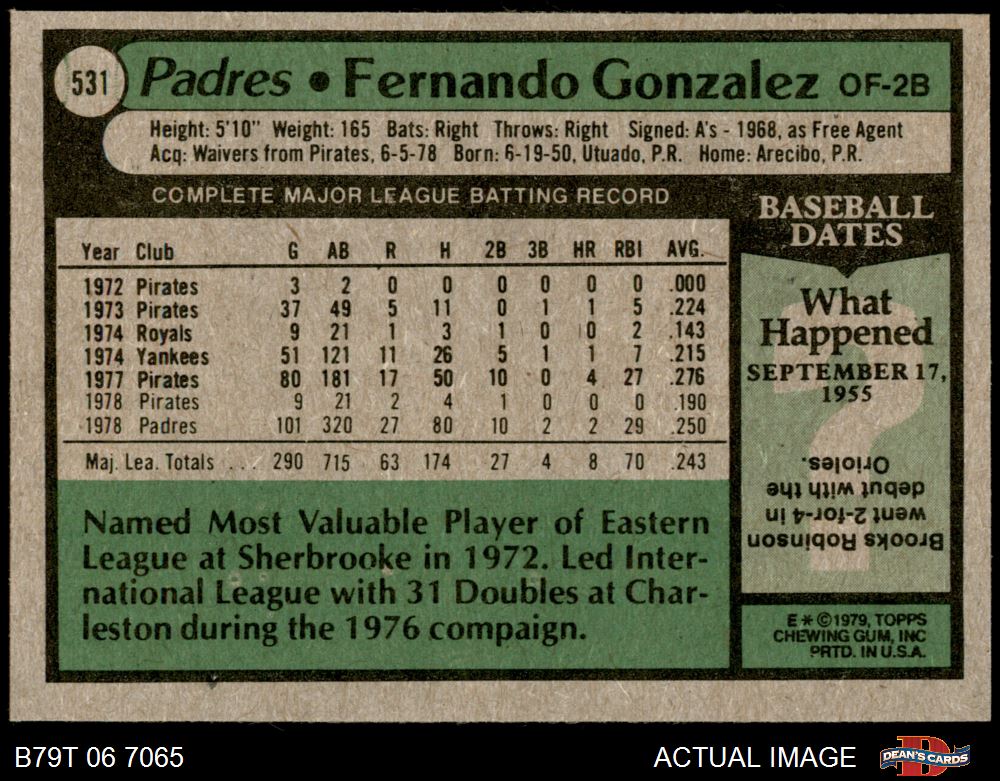 531
Padres • Fernando Gonzalez OF-2B
Height: 5'10" Weight: 165 Bats: Right Throws: Right Signed: A's - 1968, as Free Agent
Acq: Waivers from Pirates, 6-5-78 Born: 6-19-50, Utuado, P.R. Home: Arecibo, P.R.
COMPLETE MAJOR LEAGUE BATTING RECORD
Year Club G AB R H 2B 3B HR RBI AVG.
1972 Pirates 3 2 0 0 0 0 0 0 .000
1973 Pirates 37 49 5 11 0 1 1 5 .224
1974 Royals 9 21 1 3 1 0 0 2 .143
1974 Yankees 51 121 11 26 5 1 1 7 .215
1977 Pirates 80 181 17 50 10 0 4 27 .276
1978 Pirates 9 21 2 4 1 0 0 0 .190
1978 Padres 101 320 27 80 10 2 2 29 .250
Maj. Lea. Totals ... 290 715 63 174 27 4 8 70 .243
Named Most Valuable Player of Eastern
League at Sherbrooke in 1972. Led Inter-
national League with 31 Doubles at Char-
leston during the 1976 compaign.
BASEBALL
DATES
What
Happened
SEPTEMBER 17,
1955
Brooks Robinson
went 2-for-4 in
debut with the
Orioles.
E * © 1979, TOPPS
CHEWING GUM, INC
PRTD. IN U.S.A.
B79T 06 7065
ACTUAL IMAGE
DEAN'S CARDS